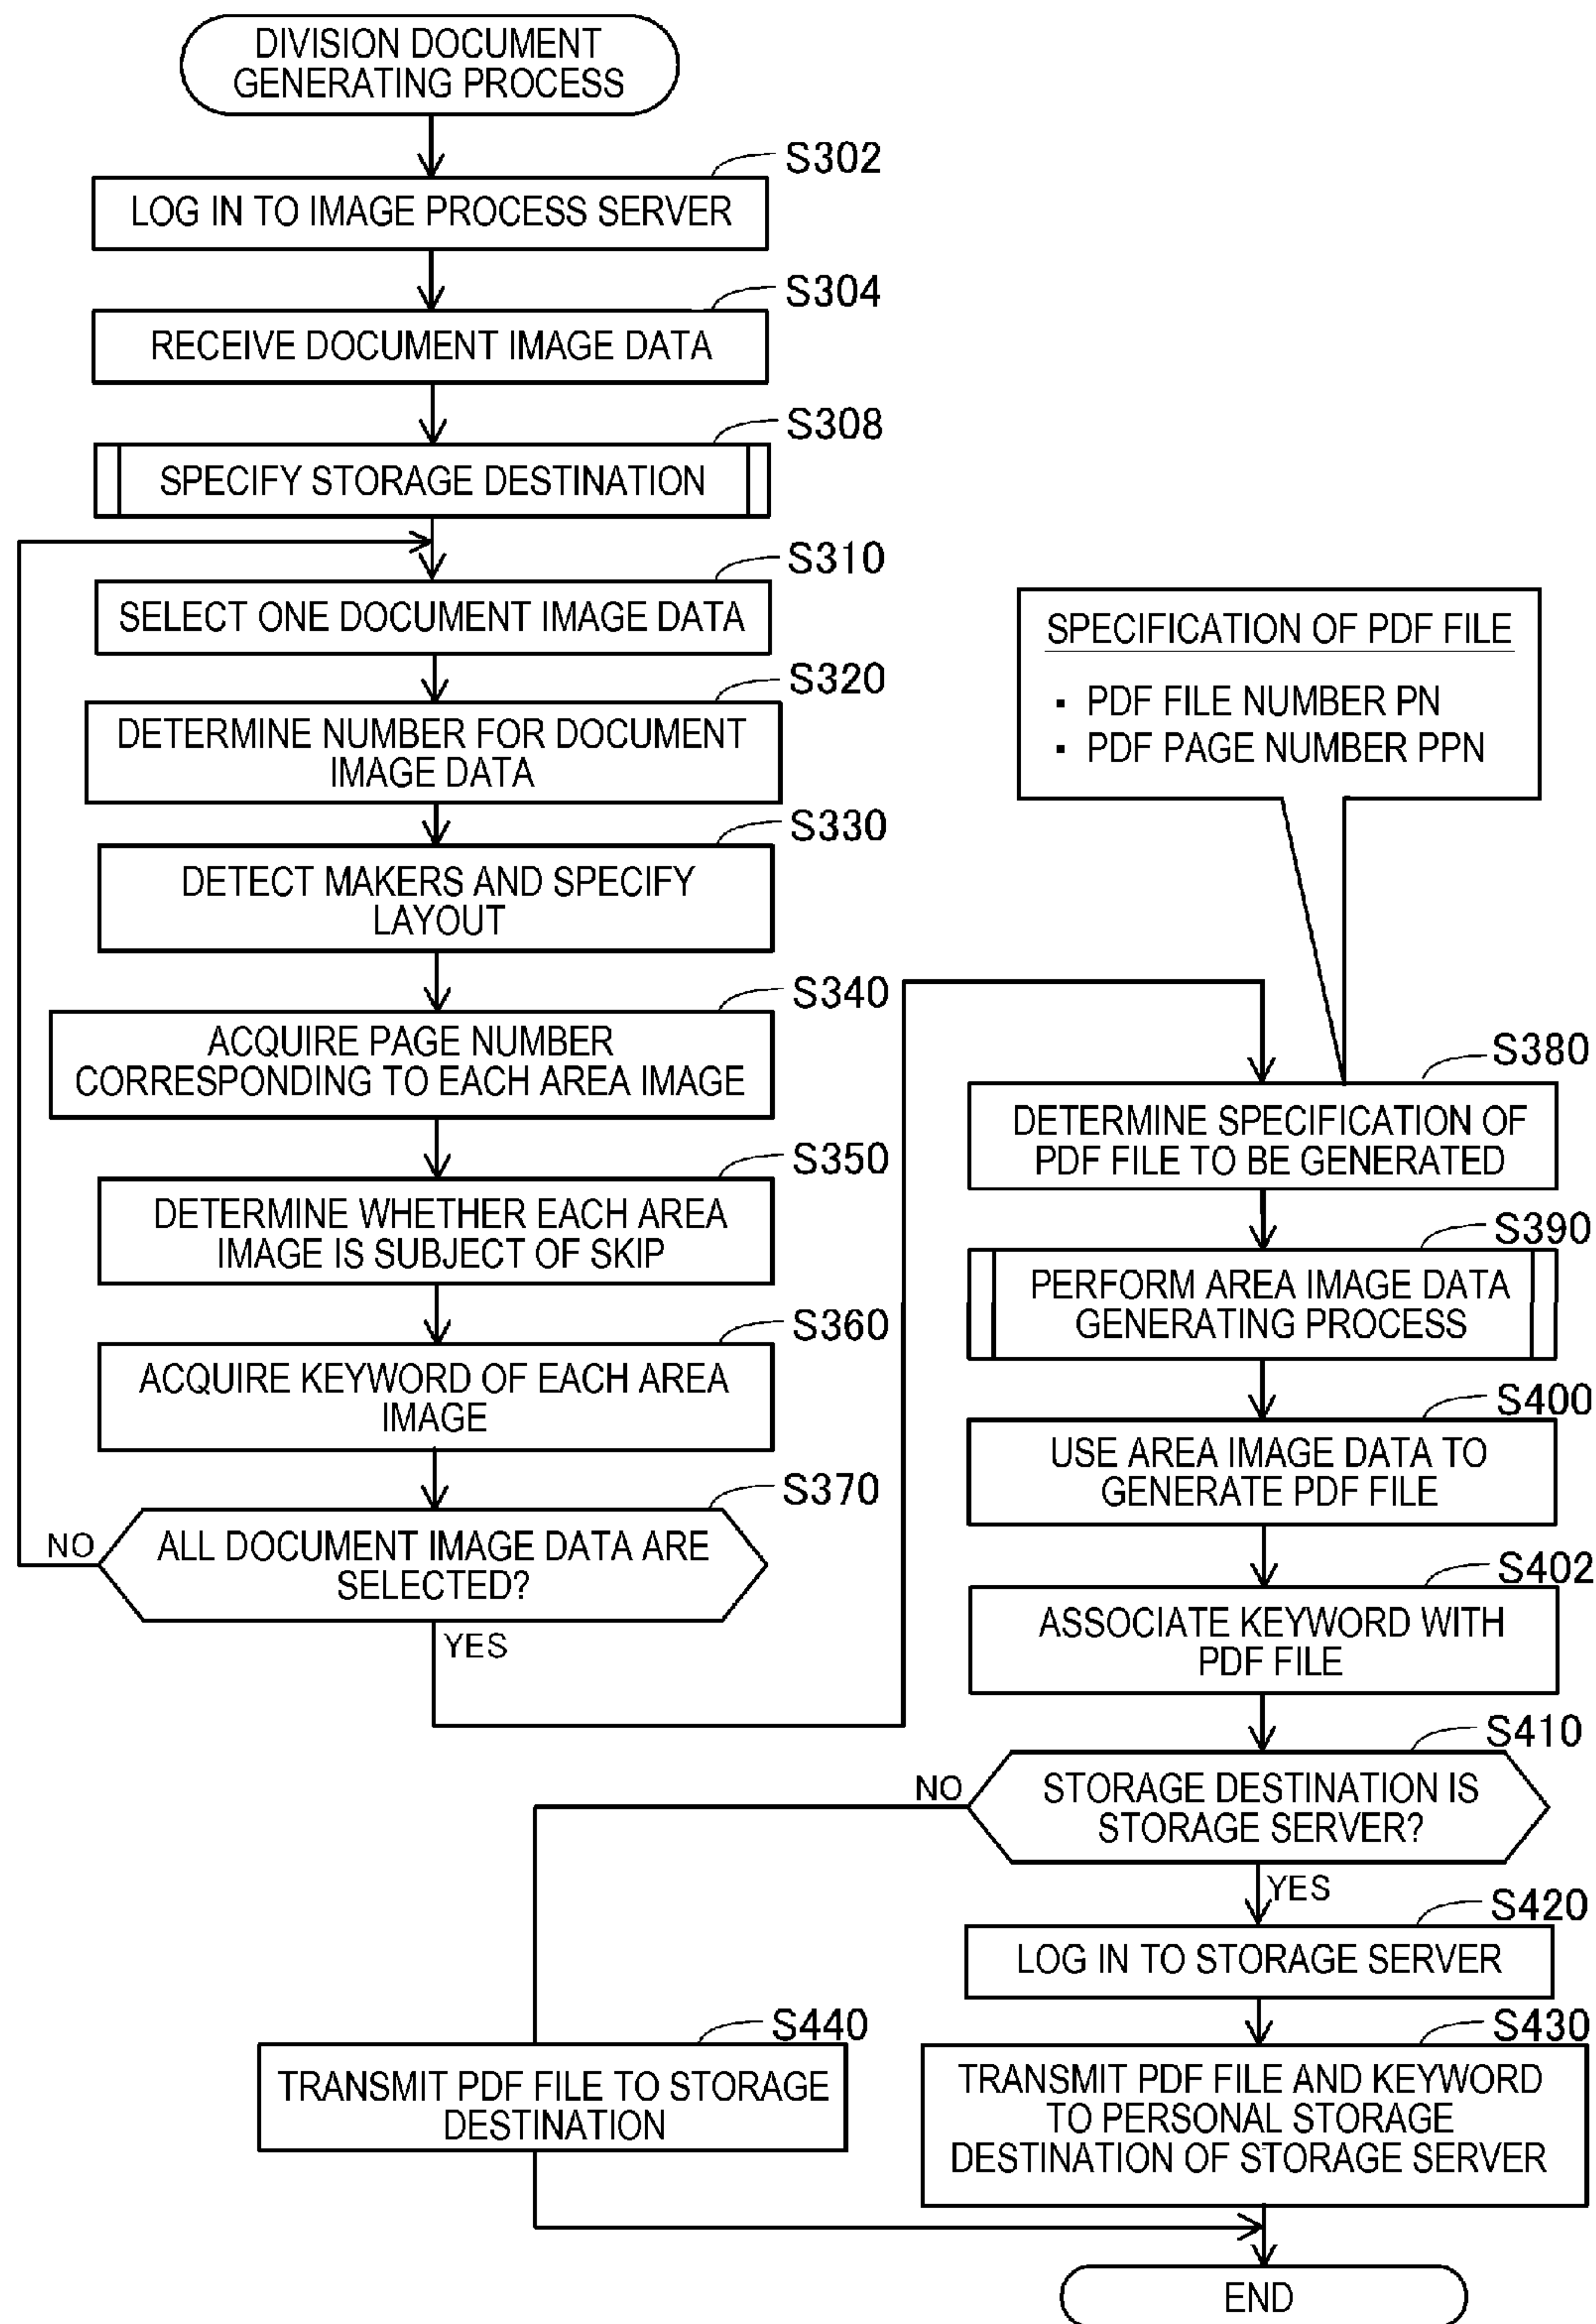 DIVISION DOCUMENT
GENERATING PROCESS
S302
LOG IN TO IMAGE PROCESS SERVER
S304
RECEIVE DOCUMENT IMAGE DATA
S308
SPECIFY STORAGE DESTINATION
S310
SELECT ONE DOCUMENT IMAGE DATA
S320
DETERMINE NUMBER FOR DOCUMENT
IMAGE DATA
S330
DETECT MAKERS AND SPECIFY
LAYOUT
S340
ACQUIRE PAGE NUMBER
CORRESPONDING TO EACH AREA IMAGE
S350
DETERMINE WHETHER EACH AREA
IMAGE IS SUBJECT OF SKIP
S360
ACQUIRE KEYWORD OF EACH AREA
IMAGE
S370
ALL DOCUMENT IMAGE DATA ARE
SELECTED?
NO
YES
SPECIFICATION OF PDF FILE
▪ PDF FILE NUMBER PN
▪ PDF PAGE NUMBER PPN
S380
DETERMINE SPECIFICATION OF
PDF FILE TO BE GENERATED
S390
PERFORM AREA IMAGE DATA
GENERATING PROCESS
S400
USE AREA IMAGE DATA TO
GENERATE PDF FILE
S402
ASSOCIATE KEYWORD WITH
PDF FILE
S410
STORAGE DESTINATION IS
STORAGE SERVER?
NO
YES
S420
LOG IN TO STORAGE SERVER
S430
TRANSMIT PDF FILE AND KEYWORD
TO PERSONAL STORAGE
DESTINATION OF STORAGE SERVER
S440
TRANSMIT PDF FILE TO STORAGE
DESTINATION
END